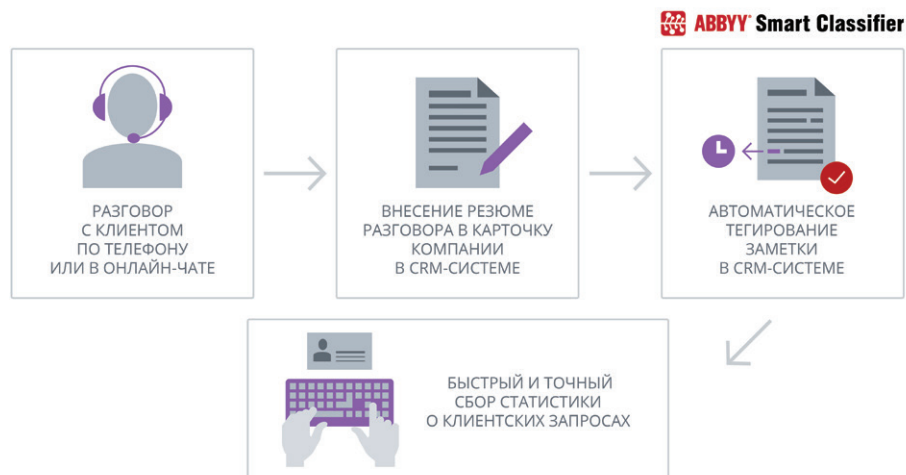 ABBYY Smart Classifier
РАЗГОВОР
С КЛИЕНТОМ
ПО ТЕЛЕФОНУ
ИЛИ В ОНЛАЙН-ЧАТЕ
ВНЕСЕНИЕ РЕЗЮМЕ
РАЗГОВОРА В КАРТОЧКУ
КОМПАНИИ
В CRM-СИСТЕМЕ
АВТОМАТИЧЕСКОЕ
ТЕГИРОВАНИЕ
ЗАМЕТКИ
В CRM-СИСТЕМЕ
БЫСТРЫЙ И ТОЧНЫЙ
СБОР СТАТИСТИКИ
О КЛИЕНТСКИХ ЗАПРОСАХ